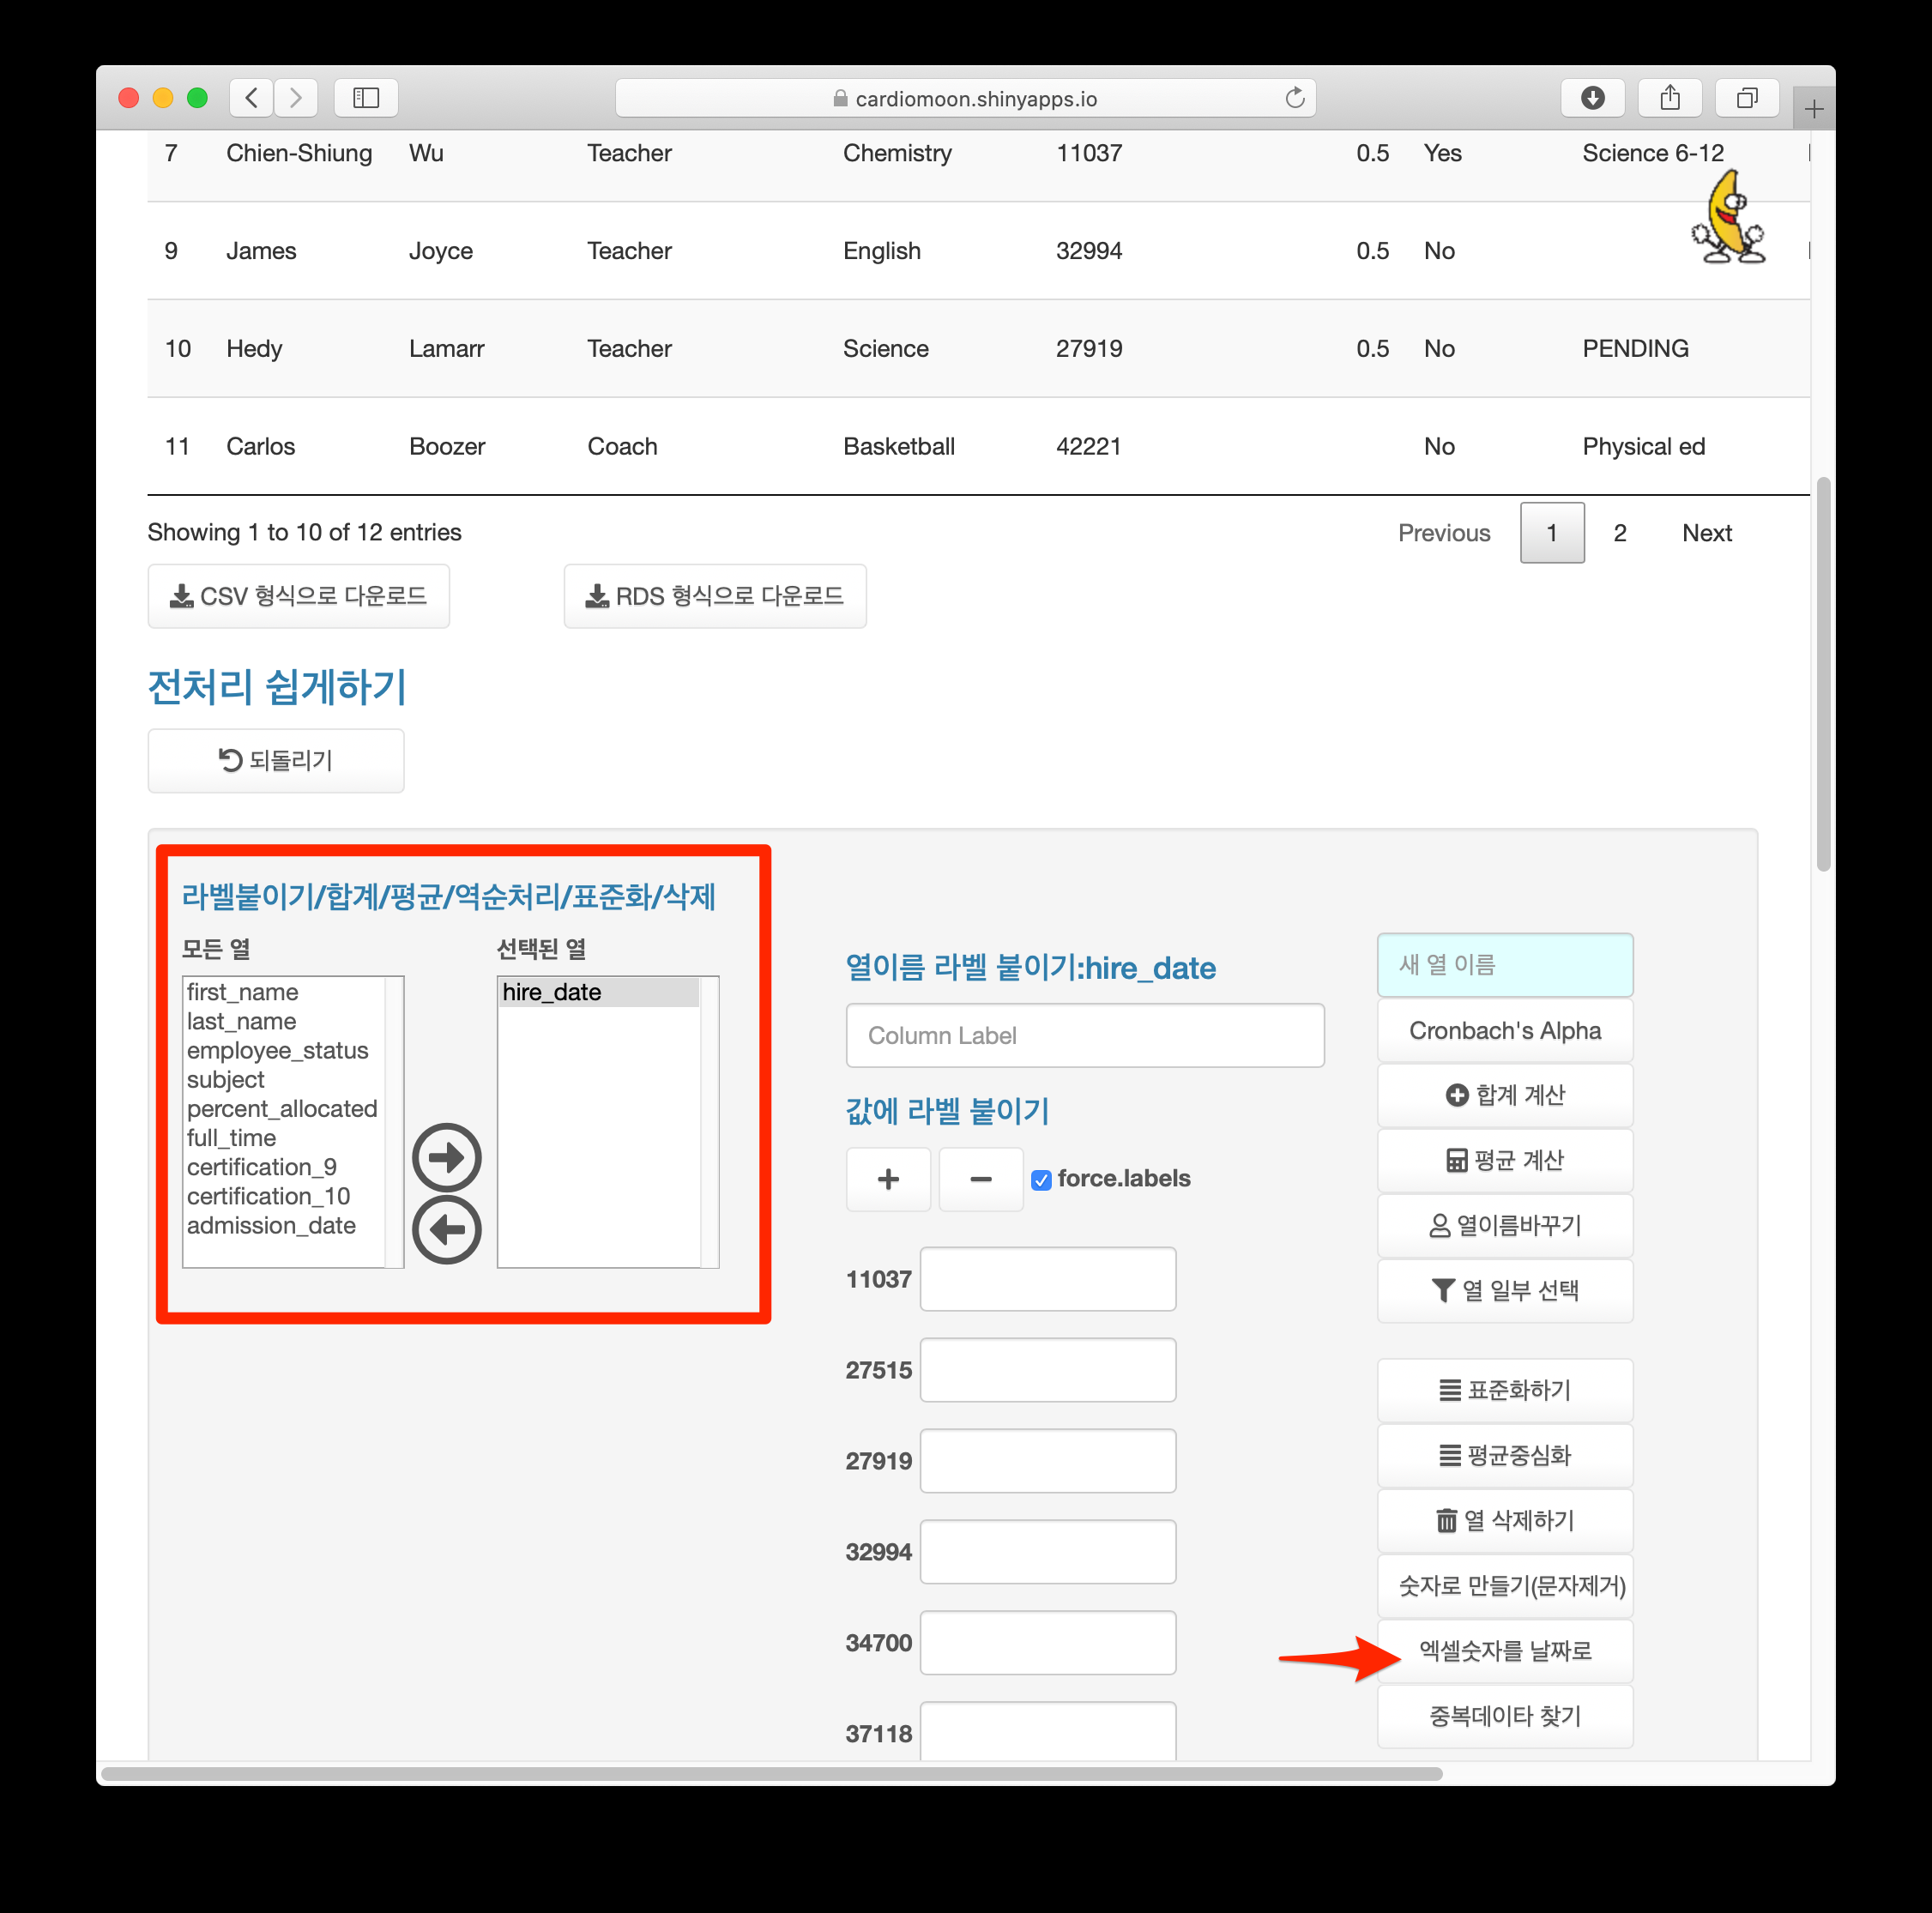 cardiomoon.shinyapps.io
7 Chien-Shiung Wu Teacher Chemistry 11037 0.5 Yes Science 6-12
9 James Joyce Teacher English 32994 0.5 No
10 Hedy Lamarr Teacher Science 27919 0.5 No PENDING
11 Carlos Boozer Coach Basketball 42221 No Physical ed
Showing 1 to 10 of 12 entries
Previous 1 2 Next
CSV 형식으로 다운로드
RDS 형식으로 다운로드
전처리 쉽게하기
되돌리기
라벨붙이기/합계/평균/역순처리/표준화/삭제
모든 열
first_name
last_name
employee_status
subject
percent_allocated
full_time
certification_9
certification_10
admission_date
선택된 열
hire_date
열이름 라벨 붙이기:hire_date
Column Label
값에 라벨 붙이기
+ − force.labels
11037
27515
27919
32994
34700
37118
새 열 이름
Cronbach's Alpha
합계 계산
평균 계산
열이름바꾸기
열 일부 선택
표준화하기
평균중심화
열 삭제하기
숫자로 만들기(문자제거)
엑셀숫자를 날짜로
중복데이타 찾기